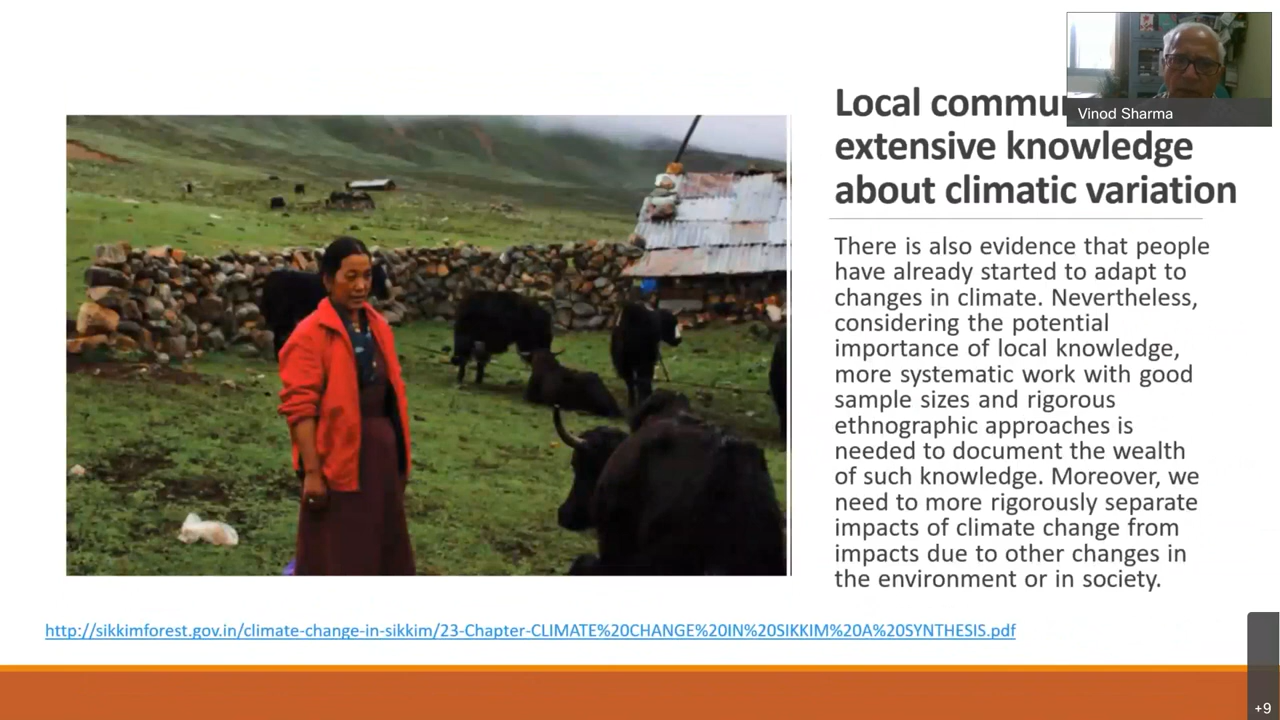 Local commu
extensive knowledge
about climatic variation
Vinod Sharma
There is also evidence that people
have already started to adapt to
changes in climate. Nevertheless,
considering the potential
importance of local knowledge,
more systematic work with good
sample sizes and rigorous
ethnographic approaches is
needed to document the wealth
of such knowledge. Moreover, we
need to more rigorously separate
impacts of climate change from
impacts due to other changes in
the environment or in society.
http://sikkimforest.gov.in/climate-change-in-sikkim/23-Chapter-CLIMATE%20CHANGE%20IN%20SIKKIM%20A%20SYNTHESIS.pdf
+9